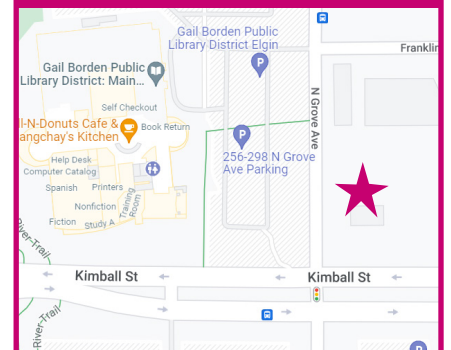 Gail Borden Public
Library District Elgin
P
Franklin
Gail Borden Public
Library District: Main...
Self Checkout
ll-N-Donuts Cafe &
angchay's Kitchen
Book Return
N Grove Ave
P
256-298 N Grove
Ave Parking
Help Desk
Computer Catalog
Spanish
Printers
Training
Room
Nonfiction
Fiction
Study A
River-Trail
Kimball St
Kimball St
-River-Trail
P